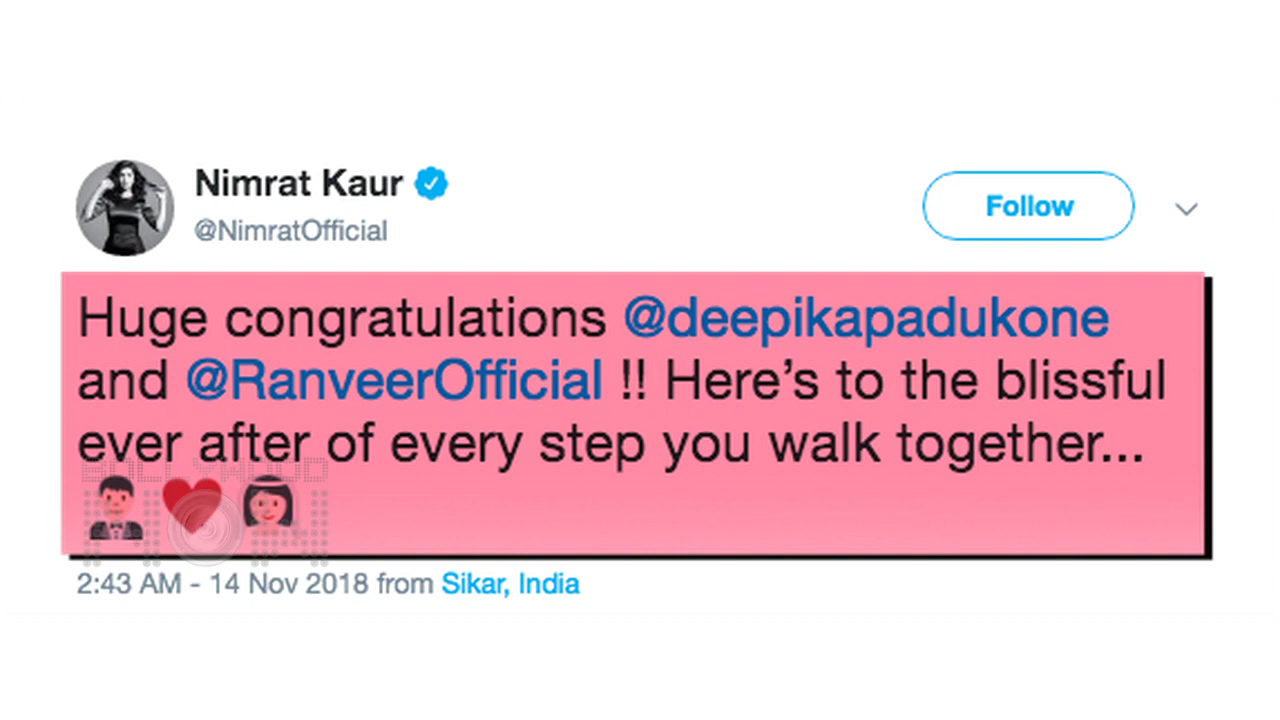 Nimrat Kaur
@NimratOfficial
Follow
Huge congratulations @deepikapadukone
and @RanveerOfficial !! Here’s to the blissful
ever after of every step you walk together...
BOLLYWOOD
2:43 AM - 14 Nov 2018 from Sikar, India